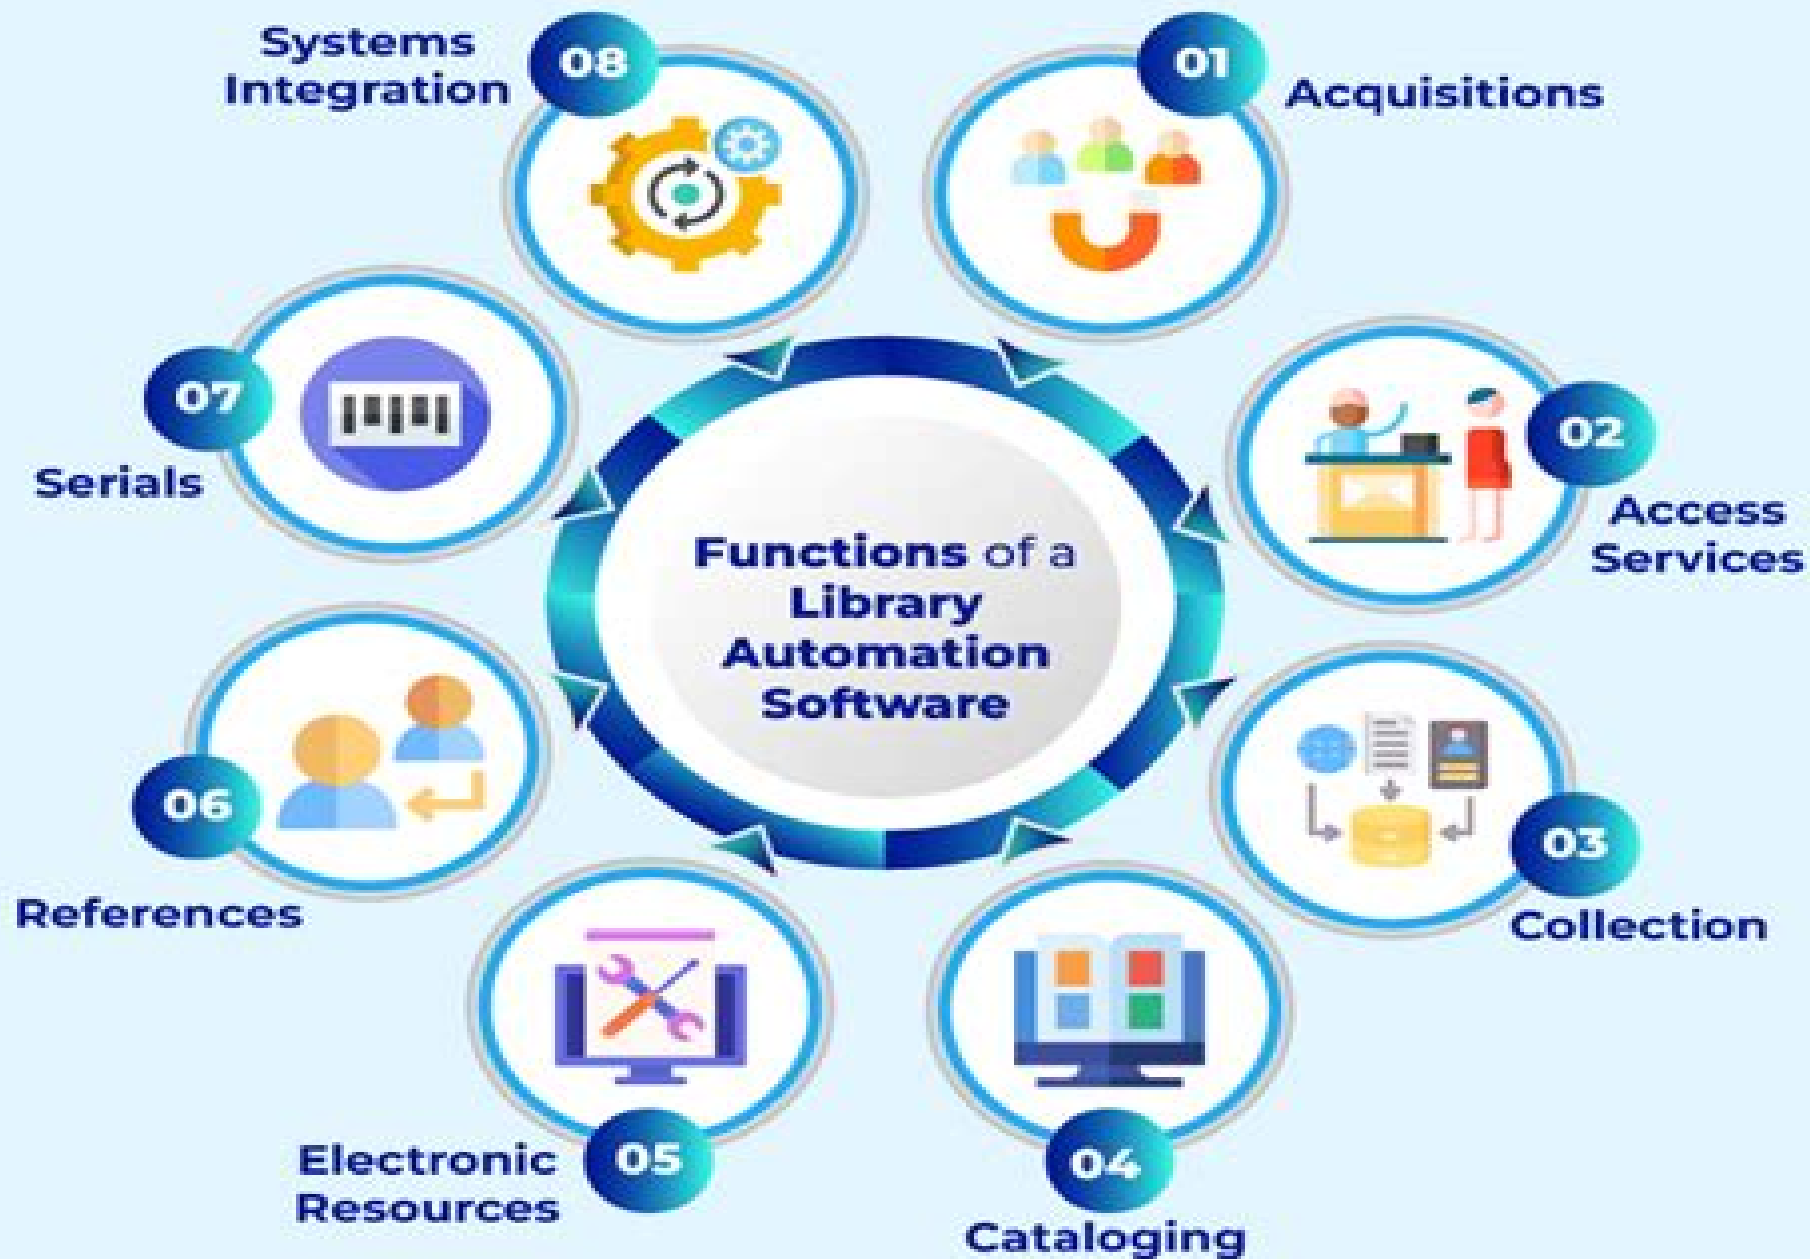 Functions of a
Library
Automation
Software
01
Acquisitions
02
Access
Services
03
Collection
04
Cataloging
05
Electronic
Resources
06
References
07
Serials
08
Systems
Integration